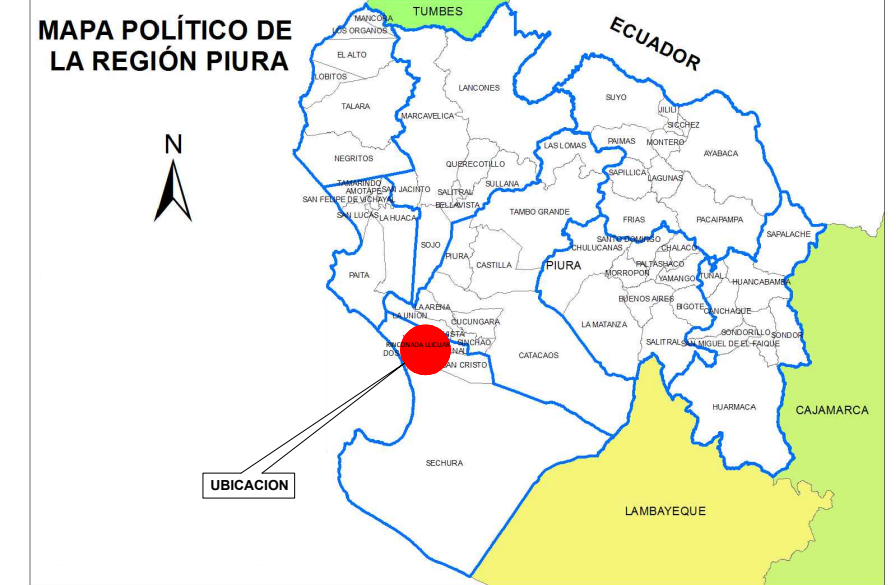 MAPA POLÍTICO DE
LA REGIÓN PIURA
N
TUMBES
ECUADOR
MANCORA
LOS ORGANOS
EL ALTO
LOBITOS
TALARA
NEGRITOS
LANCONES
MARCAVELICA
QUERECOTILLO
SULLANA
SALITRAL
BELLAVISTA
TAMARINDO
AMOTAPE
SAN JACINTO
SAN FELIPE DE VICHAYAL
SAN LUCAS
LA HUACA
SOJO
PAITA
SUYO
JILILI
SICCHEZ
LAS LOMAS
PAIMAS
MONTERO
AYABACA
SAPILLICA
LAGUNAS
TAMBO GRANDE
FRIAS
PACAIPAMPA
SAPALACHE
PIURA
CASTILLA
PIURA
SANTO DOMINGO
CHULUCANAS
CHALACO
PALTASHACO
MORROPON
YAMANGO
TUNAL
HUANCABAMBA
BUENOS AIRES
BIGOTE
CANCHAQUE
LA MATANZA
SONDORILLO
SONDOR
SALITRAL
SAN MIGUEL DE EL FAIQUE
LA ARENA
LA UNION
CUCUNGARA
RINCONADA LLICUAR
CATACAOS
AN CRISTO
HUARMACA
CAJAMARCA
SECHURA
UBICACION
LAMBAYEQUE